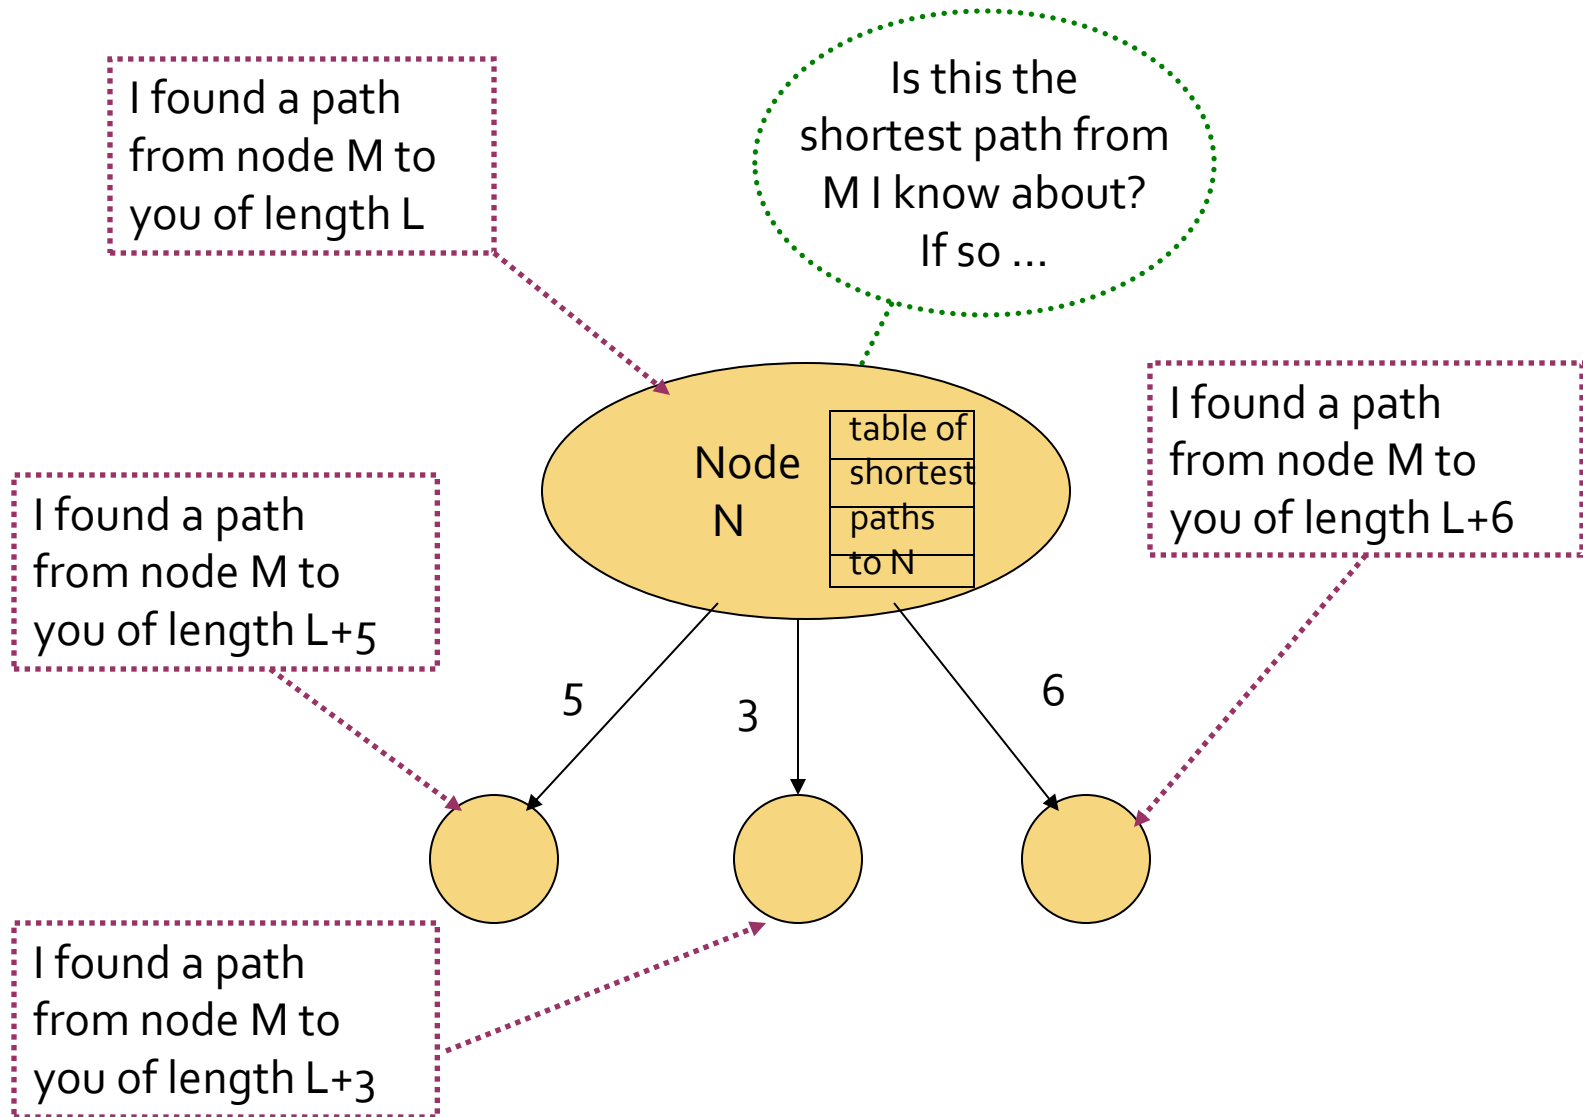 I found a path
from node M to
you of length L
Is this the
shortest path from
M I know about?
If so ...
Node
N
table of
shortest
paths
to N
I found a path
from node M to
you of length L+6
I found a path
from node M to
you of length L+5
5
3
6
I found a path
from node M to
you of length L+3